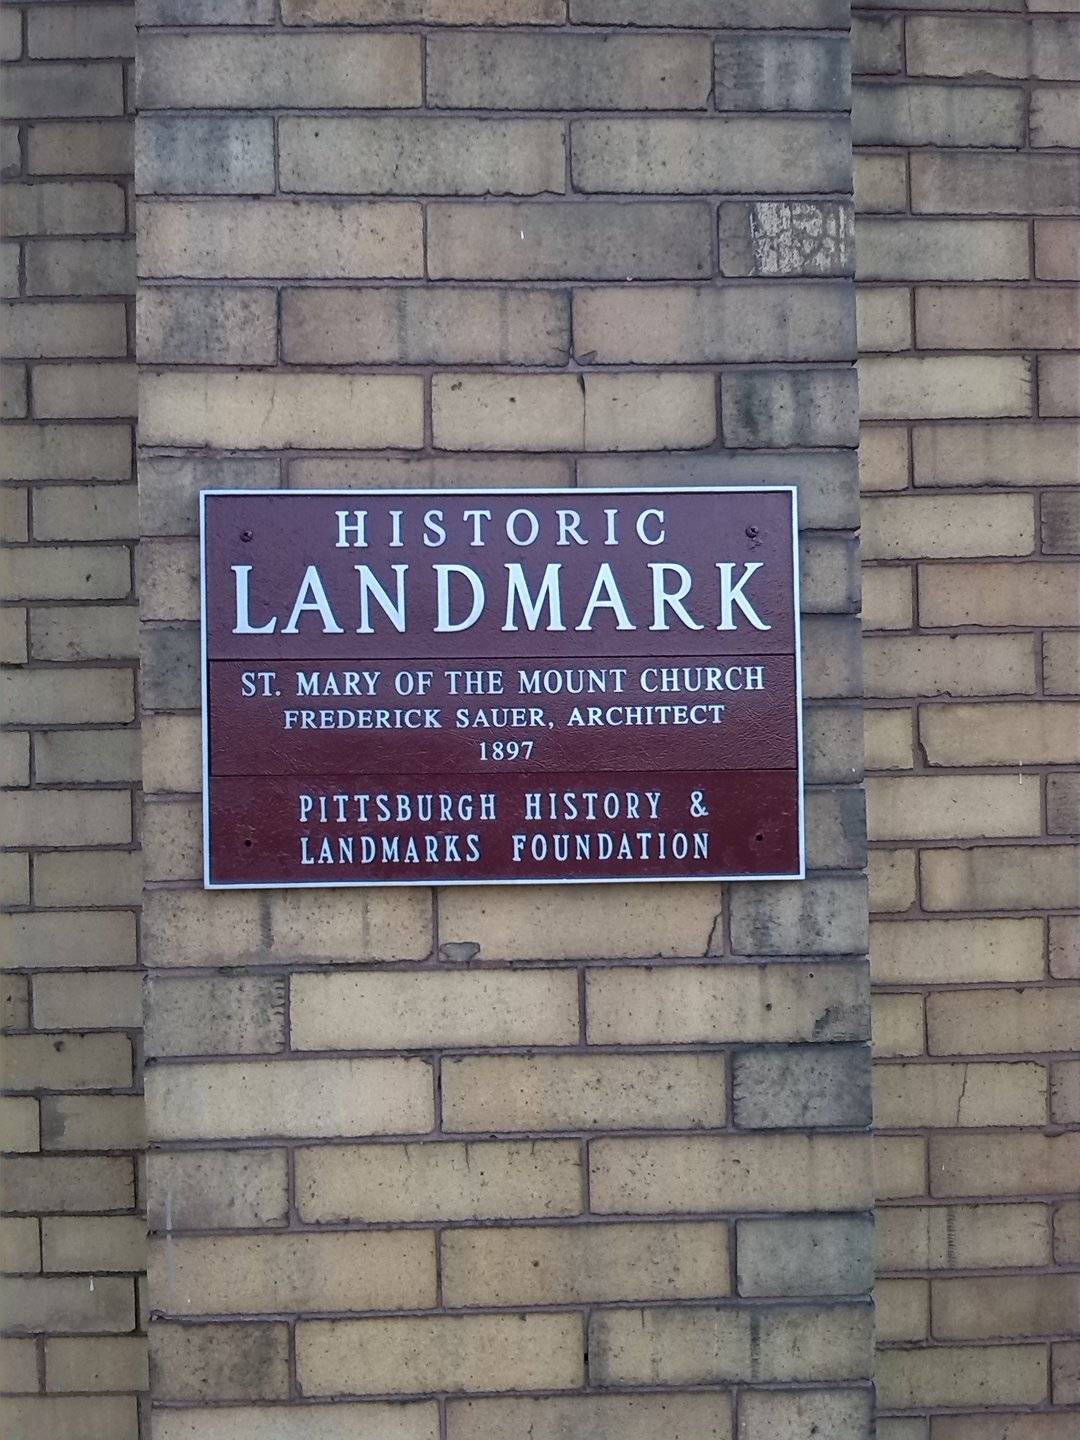 HISTORIC
LANDMARK
ST. MARY OF THE MOUNT CHURCH
FREDERICK SAUER, ARCHITECT
1897
PITTSBURGH HISTORY &
LANDMARKS FOUNDATION